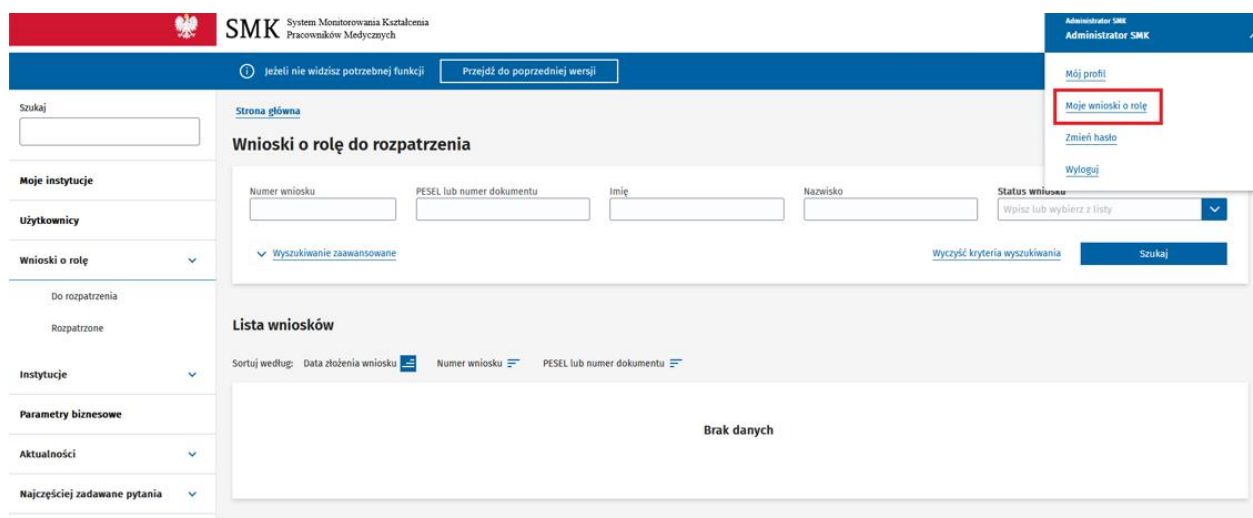 SMK System Monitorowania Kształcenia
Pracowników Medycznych
Administrator SMK
Administrator SMK
Jeżeli nie widzisz potrzebnej funkcji
Przejdź do poprzedniej wersji
Mój profil
Moje wnioski o rolę
Zmień hasło
Wyloguj
Szukaj
Moje instytucje
Użytkownicy
Wnioski o rolę
Do rozpatrzenia
Rozpatrzone
Instytucje
Parametry biznesowe
Aktualności
Najczęściej zadawane pytania
Strona główna
Wnioski o rolę do rozpatrzenia
Numer wniosku
PESEL lub numer dokumentu
Imię
Nazwisko
Status wniosku
Wpisz lub wybierz z listy
Wyszukiwanie zaawansowane
Wyczyść kryteria wyszukiwania
Szukaj
Lista wniosków
Sortuj według: Data złożenia wniosku Numer wniosku PESEL lub numer dokumentu
Brak danych